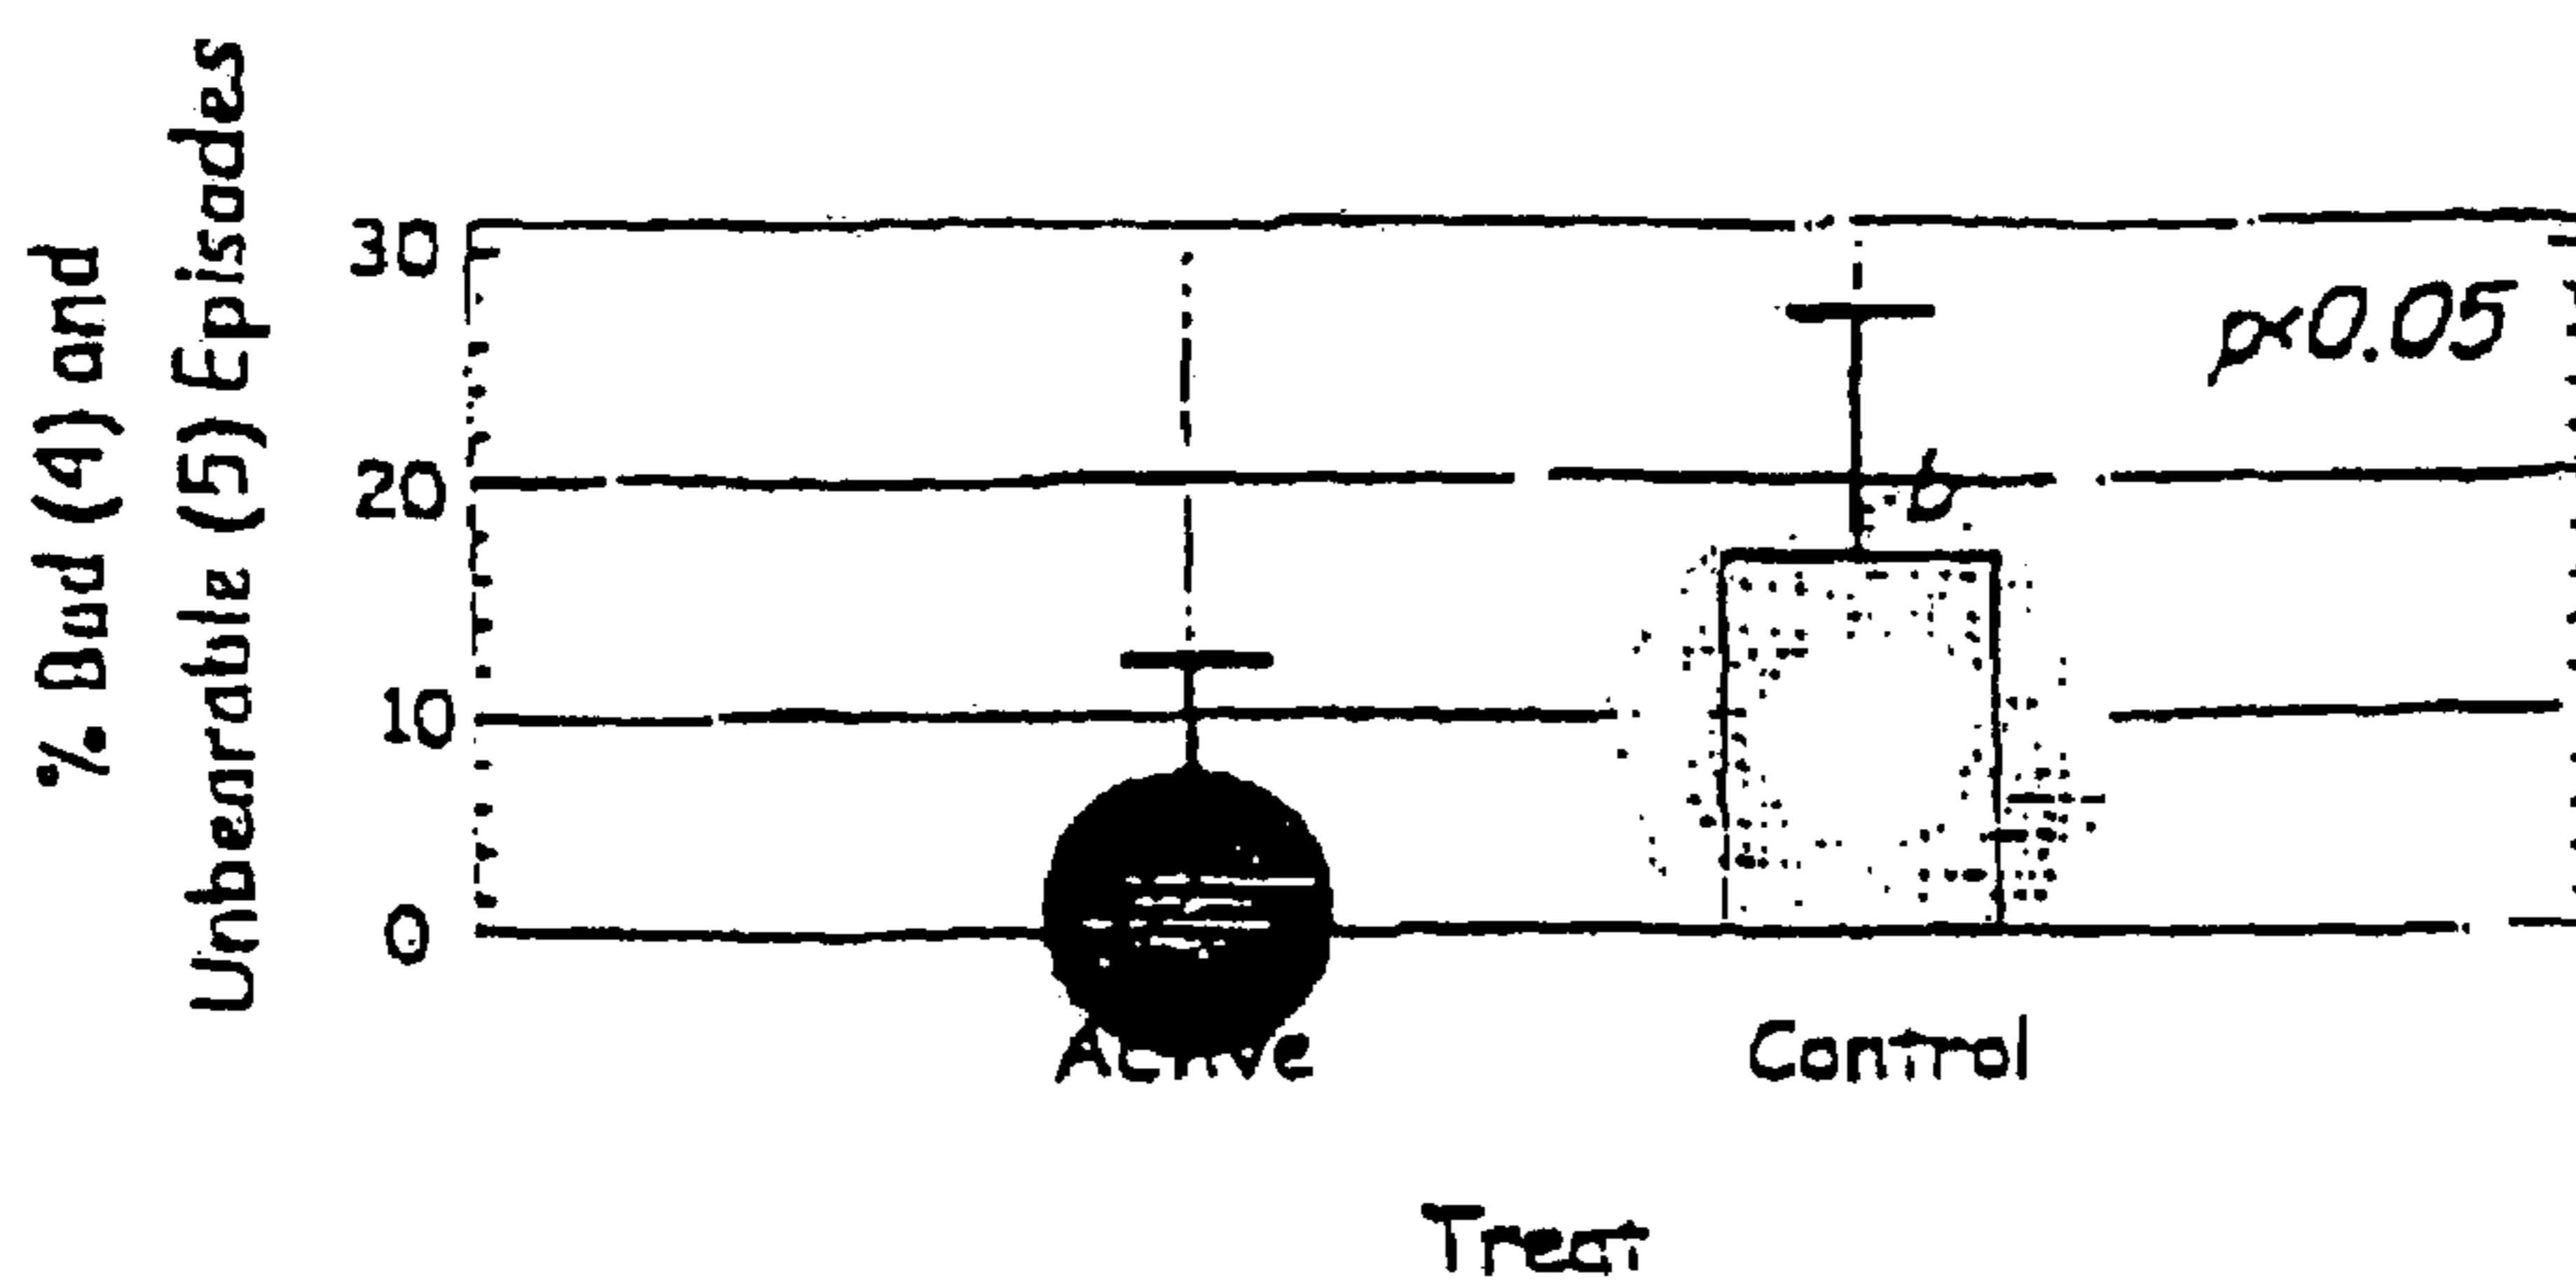 % Bad (4) and
Unbearable (5) Episodes
30
20
10
0
p<0.05
b
Active
Control
Treat